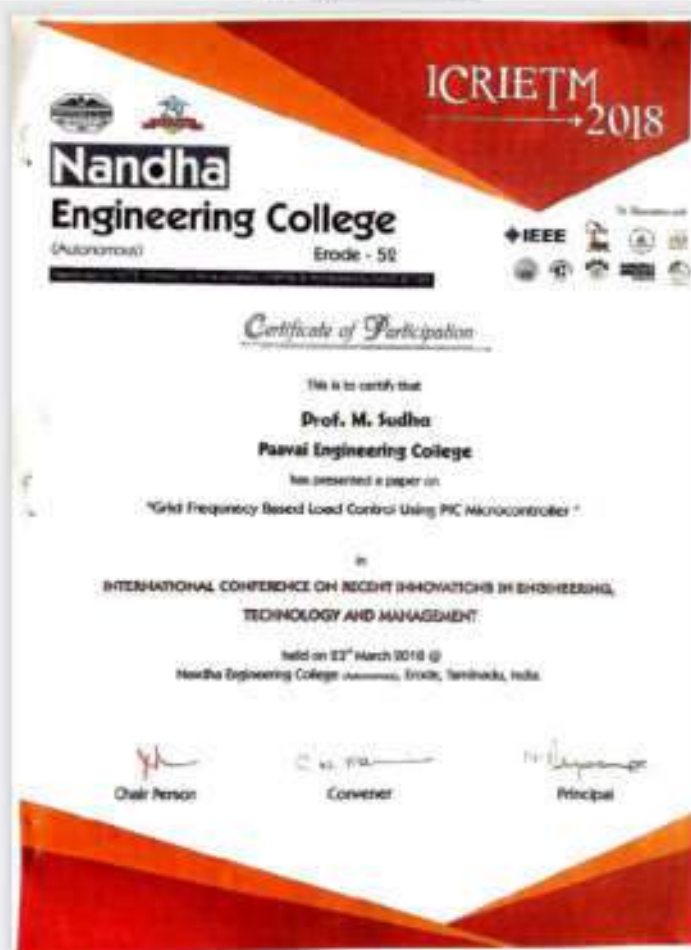 ICRIETM
2018
Nandha
Engineering College
(Autonomous)
Erode - 52
IEEE
Certificate of Participation
This is to certify that
Prof. M. Sudha
Paavai Engineering College
has presented a paper on
"Grid Frequnecy Based Load Control Using PIC Microcontroller "
in
INTERNATIONAL CONFERENCE ON RECENT INNOVATIONS IN ENGINEERING,
TECHNOLOGY AND MANAGEMENT
held on 23rd March 2018 @
Nandha Engineering College (Autonomous), Erode, Tamilnadu, India.
Chair Person
Convener
Principal